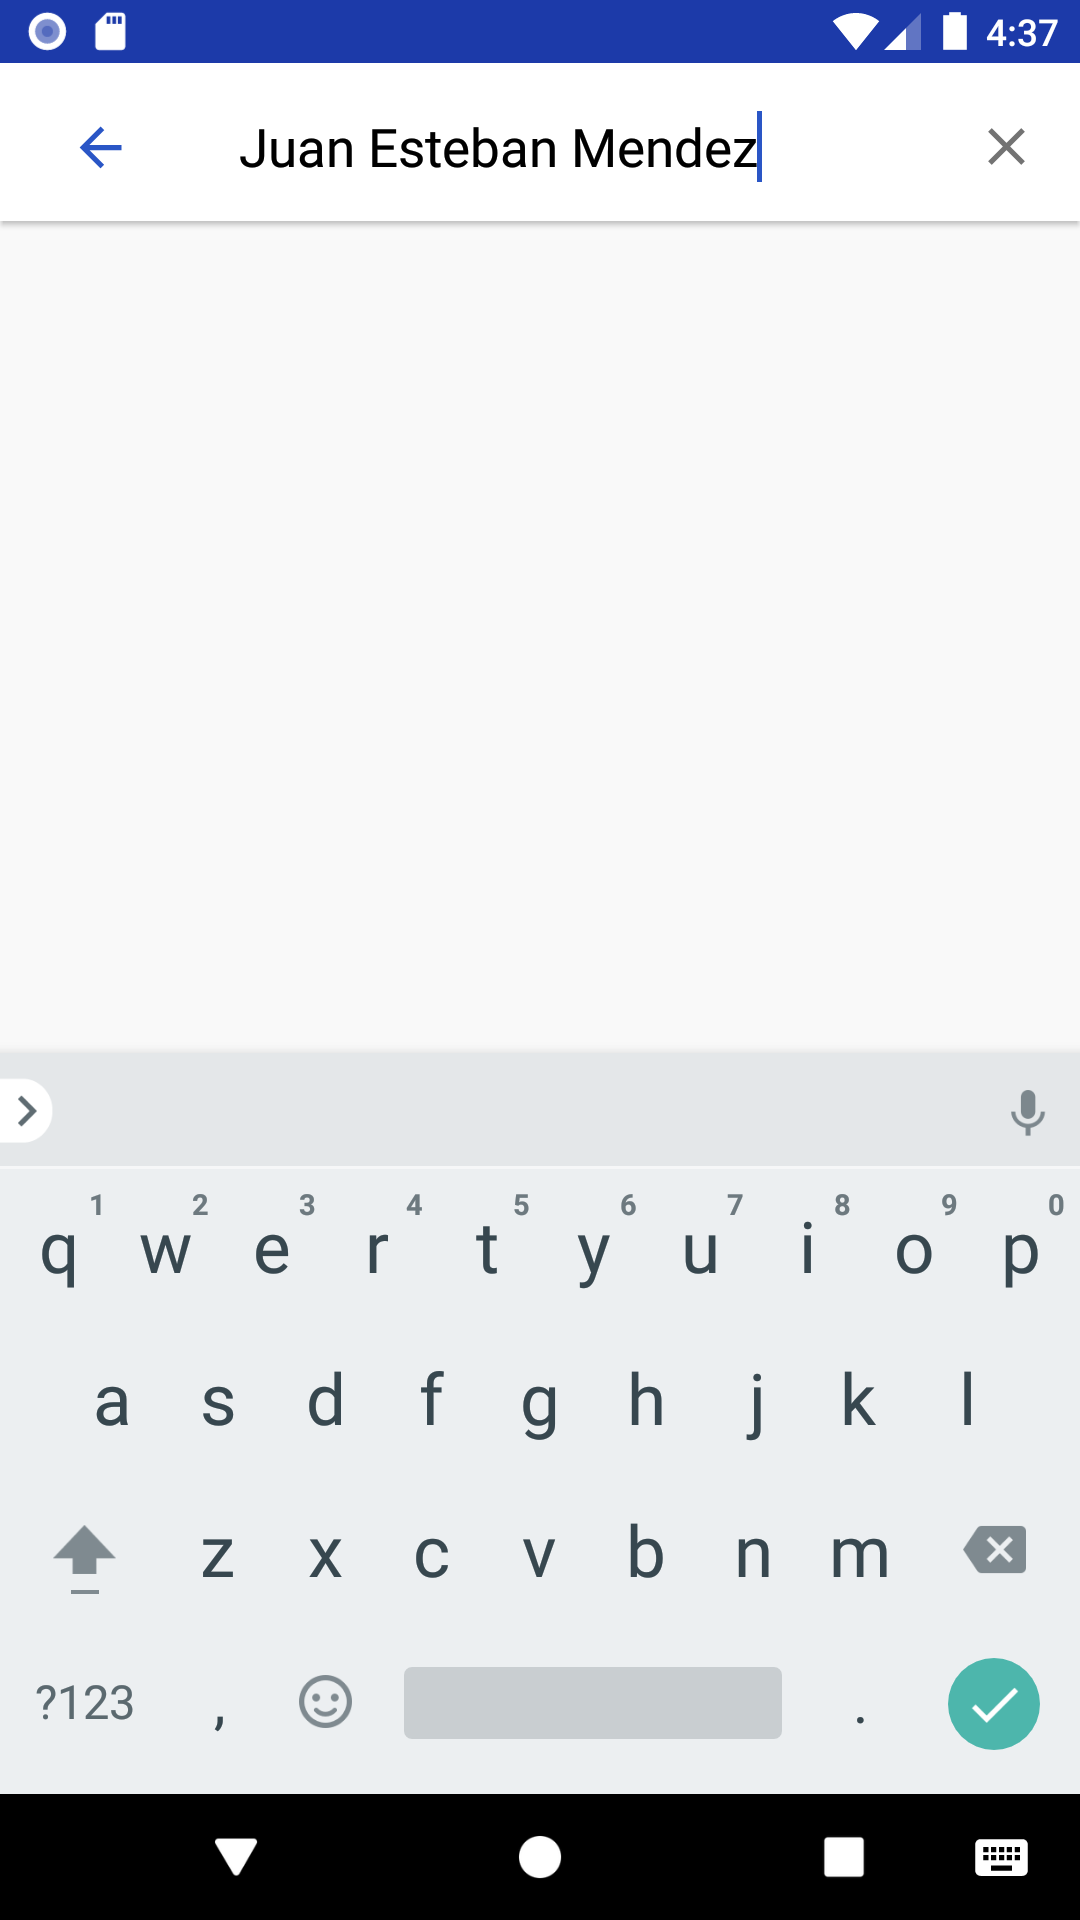 4:37
Juan Esteban Mendez
1 2 3 4 5 6 7 8 9 0
q w e r t y u i o p
a s d f g h j k l
z x c v b n m
?123 , .